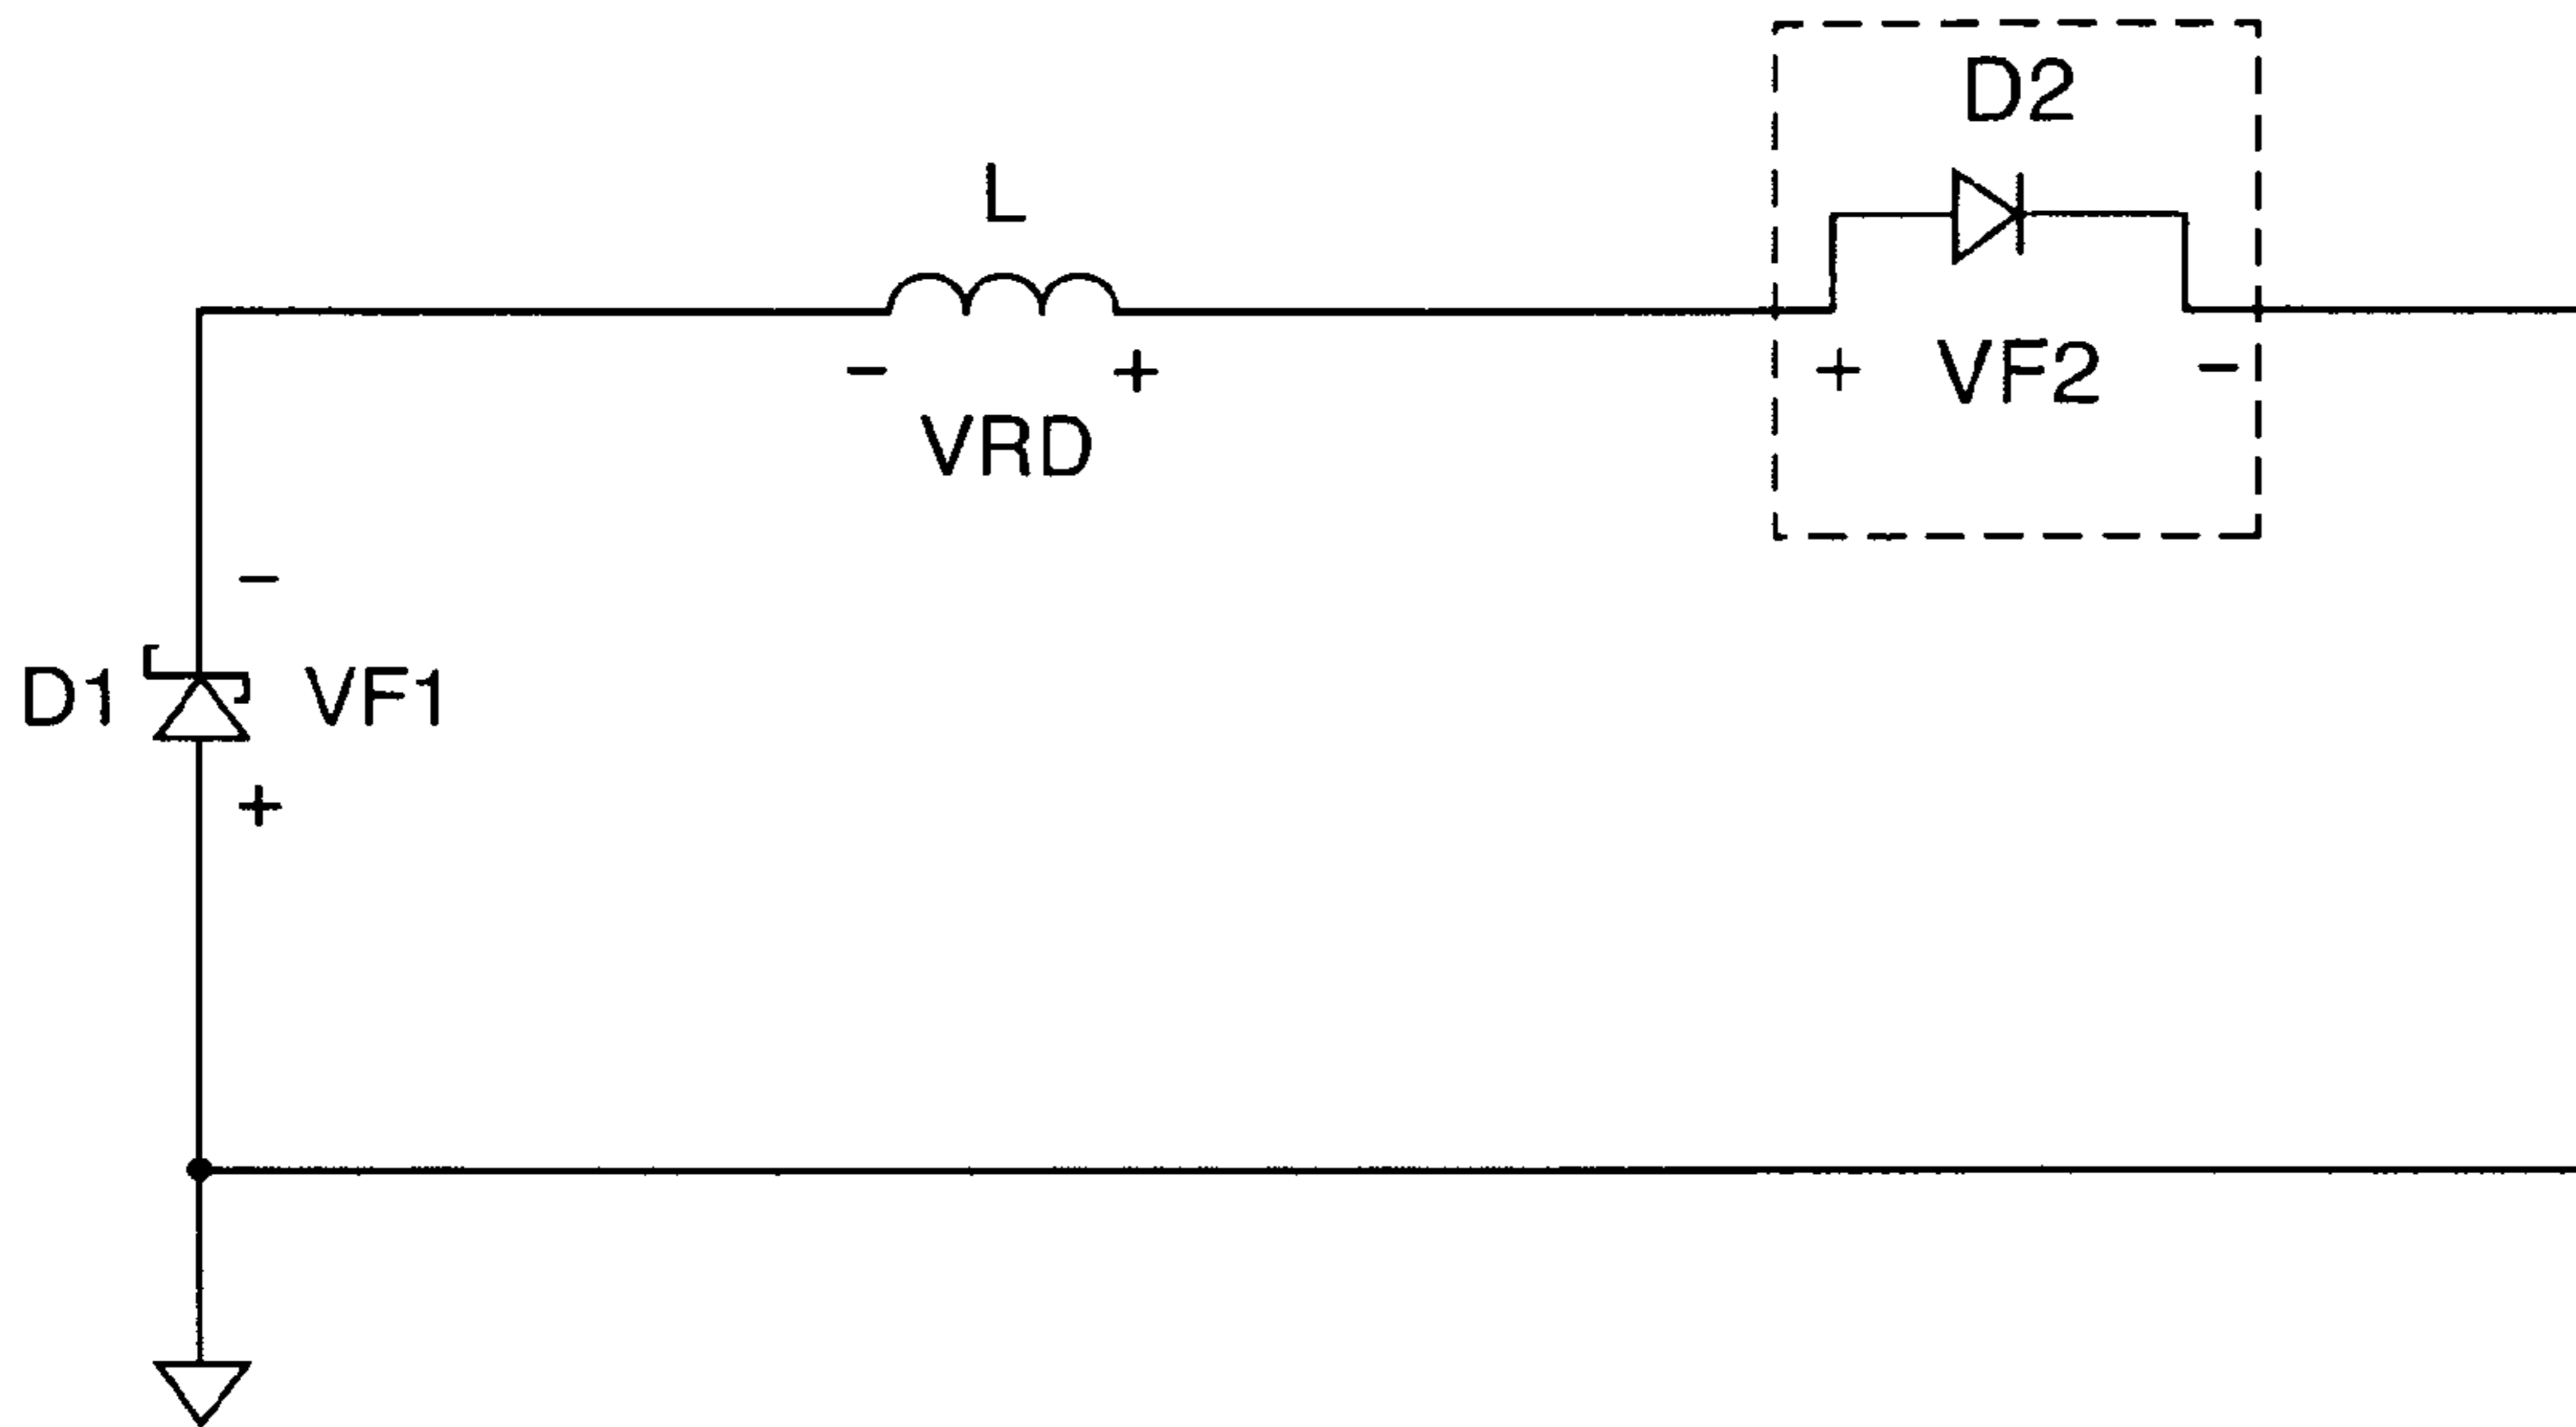 D2
L
- +
+ VF2 -
VRD
-
D1 VF1
+